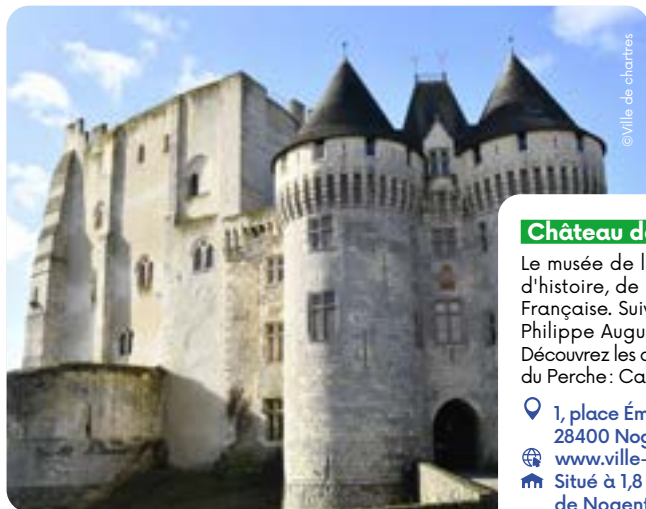 ©Ville de chartres
Château d
Le musée de l
d'histoire, de
Française. Suiv
Philippe Augu
Découvrez les
du Perche : Ca
1, place Ém
28400 Nog
www.ville-
Situé à 1,8
de Nogent